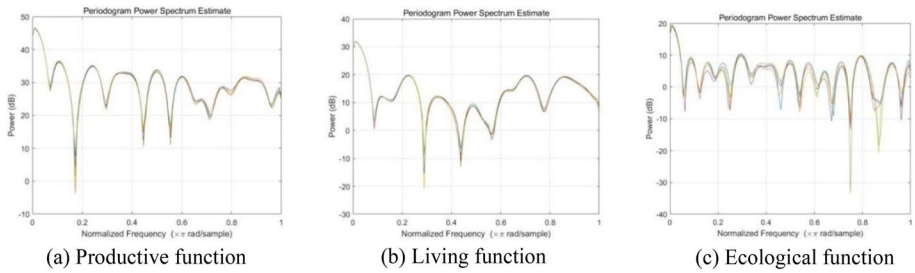 Periodogram Power Spectrum Estimate
50
40
30
20
10
0
-10
Power (dB)
0 0.2 0.4 0.6 0.8 1
Normalized Frequency (×π rad/sample)
(a) Productive function
Periodogram Power Spectrum Estimate
40
30
20
10
0
-10
-20
-30
Power (dB)
0 0.2 0.4 0.6 0.8 1
Normalized Frequency (×π rad/sample)
(b) Living function
Periodogram Power Spectrum Estimate
20
10
0
-10
-20
-30
-40
Power (dB)
0 0.2 0.4 0.6 0.8 1
Normalized Frequency (×π rad/sample)
(c) Ecological function